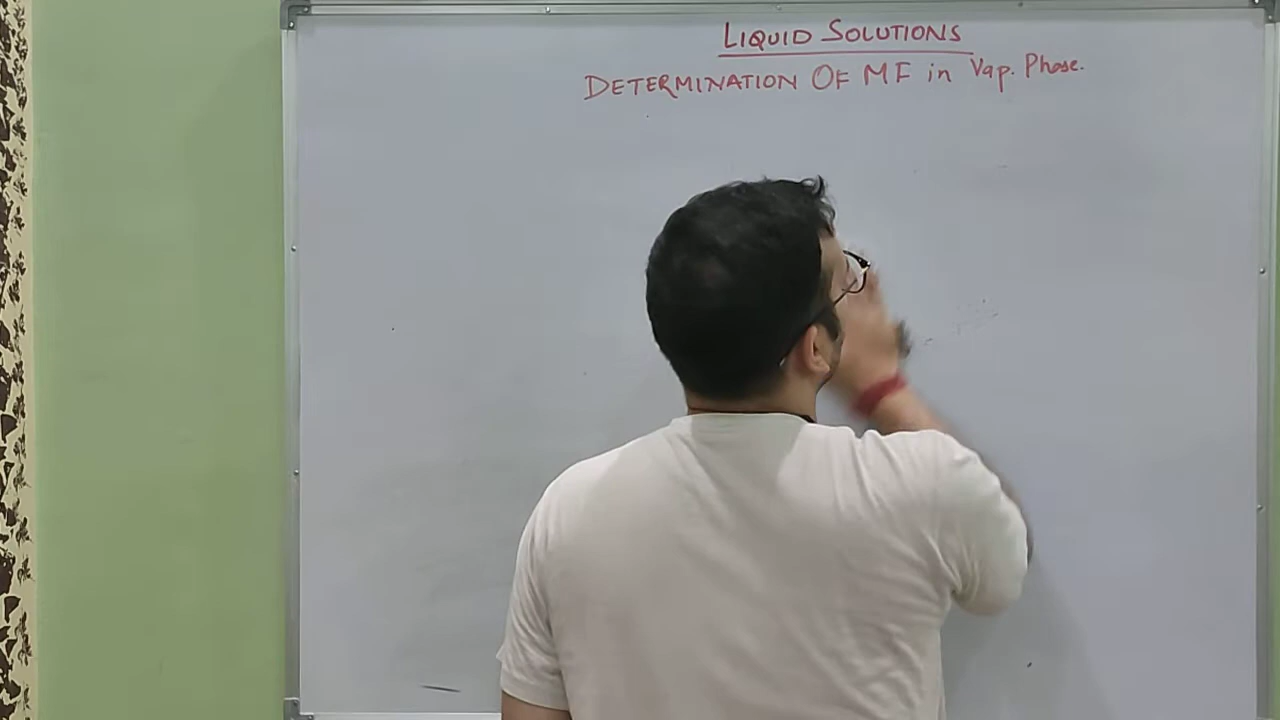 LIQUID SOLUTIONS
DETERMINATION OF MF in Vap. Phase.